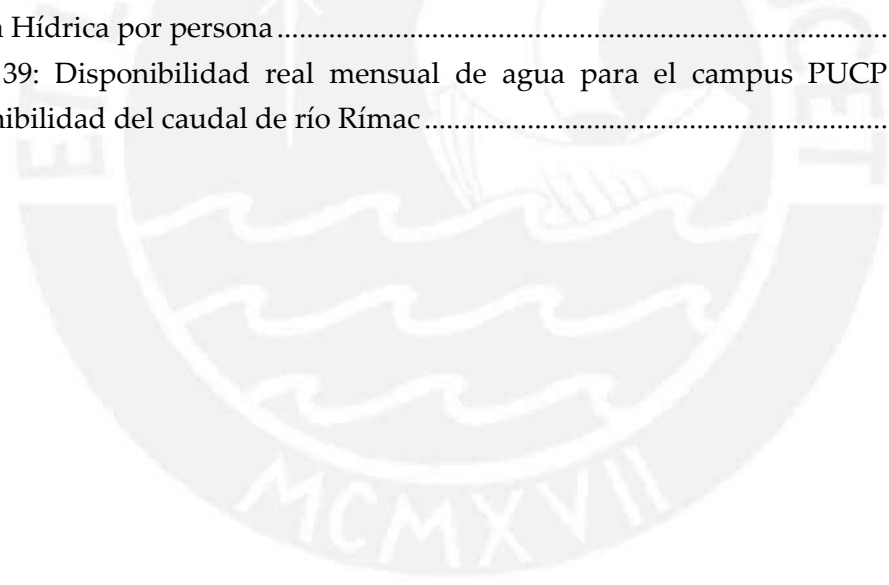 Hídrica por persona...................................................................................
39: Disponibilidad real mensual de agua para el campus PUCP
nibilidad del caudal de río Rímac...............................................................
MCMXVII